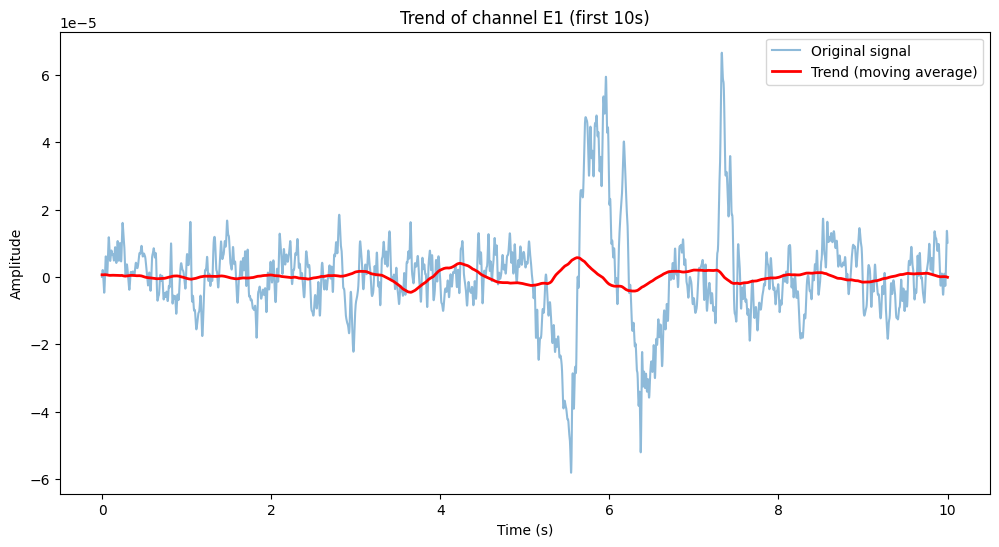 Trend of channel E1 (first 10s)
1e−5
Original signal
Trend (moving average)
6
4
2
0
−2
−4
−6
Amplitude
0 2 4 6 8 10
Time (s)